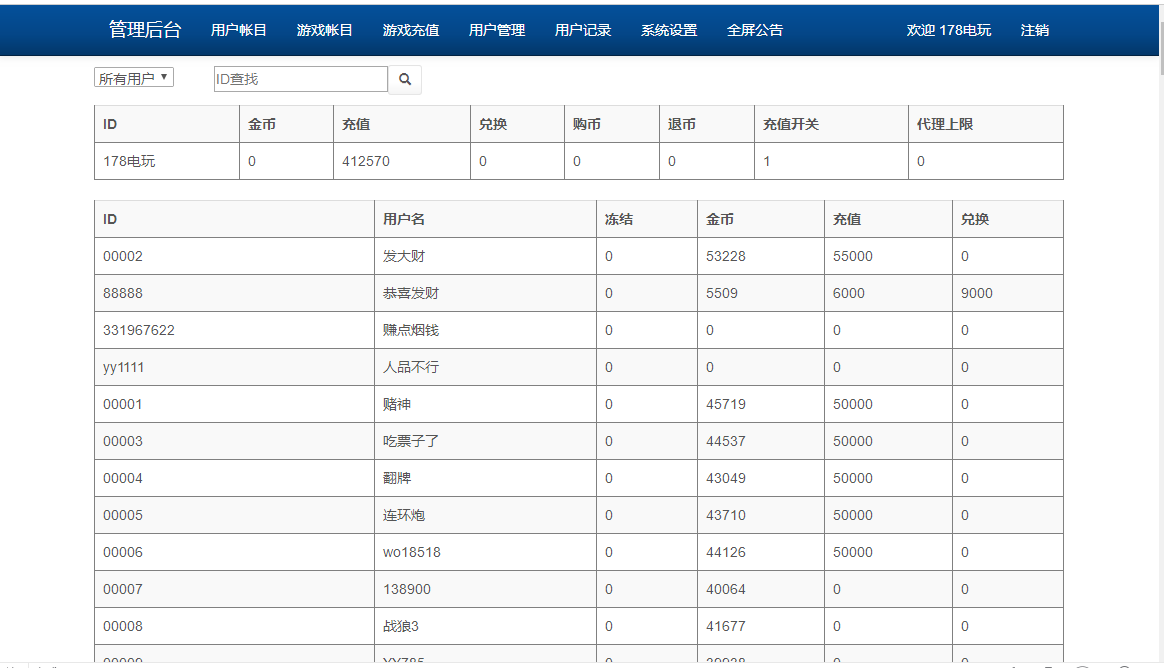 管理后台 用户帐目 游戏帐目 游戏充值 用户管理 用户记录 系统设置 全屏公告 欢迎 178电玩 注销
所有用户 ID查找
ID 金币 充值 兑换 购币 退币 充值开关 代理上限
178电玩 0 412570 0 0 0 1 0
ID 用户名 冻结 金币 充值 兑换
00002 发大财 0 53228 55000 0
88888 恭喜发财 0 5509 6000 9000
331967622 赚点烟钱 0 0 0 0
yy1111 人品不行 0 0 0 0
00001 赌神 0 45719 50000 0
00003 吃票子了 0 44537 50000 0
00004 翻牌 0 43049 50000 0
00005 连环炮 0 43710 50000 0
00006 wo18518 0 44126 50000 0
00007 138900 0 40064 0 0
00008 战狼3 0 41677 0 0